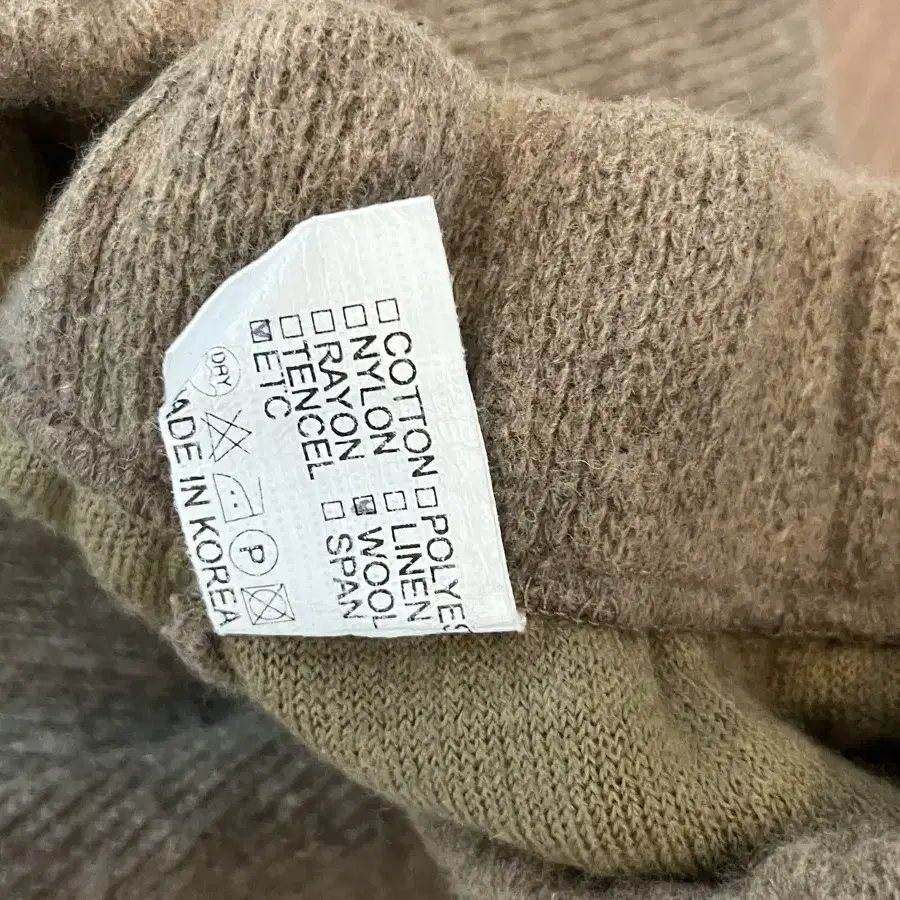 ☐COTTON ☐POLYES
☐NYLON ☐LINEN
☐RAYON ☑WOOL
☐TENCEL ☐SPAN
☑ETC
DRY P
ADE IN KOREA